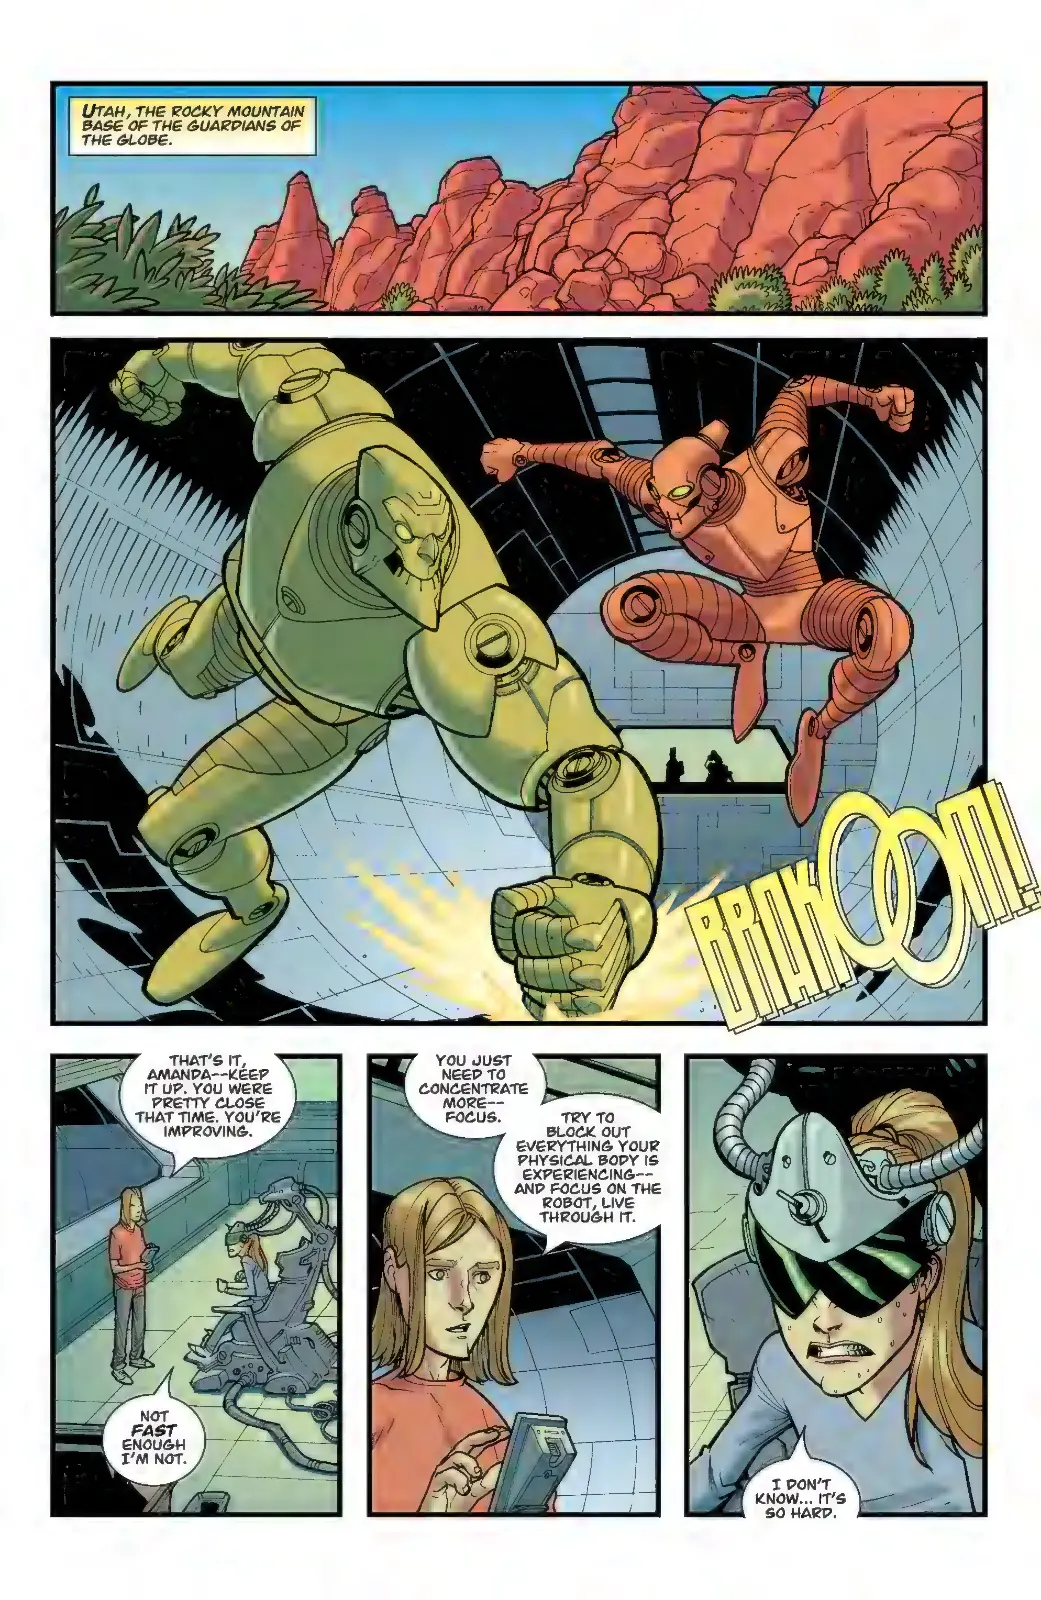 UTAH, THE ROCKY MOUNTAIN
BASE OF THE GUARDIANS OF
THE GLOBE.
BRAKOOOM!!
THAT'S IT,
AMANDA--KEEP
IT UP. YOU WERE
PRETTY CLOSE
THAT TIME. YOU'RE
IMPROVING.
NOT
FAST
ENOUGH
I'M NOT.
YOU JUST
NEED TO
CONCENTRATE
MORE--
FOCUS.
TRY TO
BLOCK OUT
EVERYTHING YOUR
PHYSICAL BODY IS
EXPERIENCING--
AND FOCUS ON THE
ROBOT, LIVE
THROUGH IT.
I DON'T
KNOW... IT'S
SO HARD.